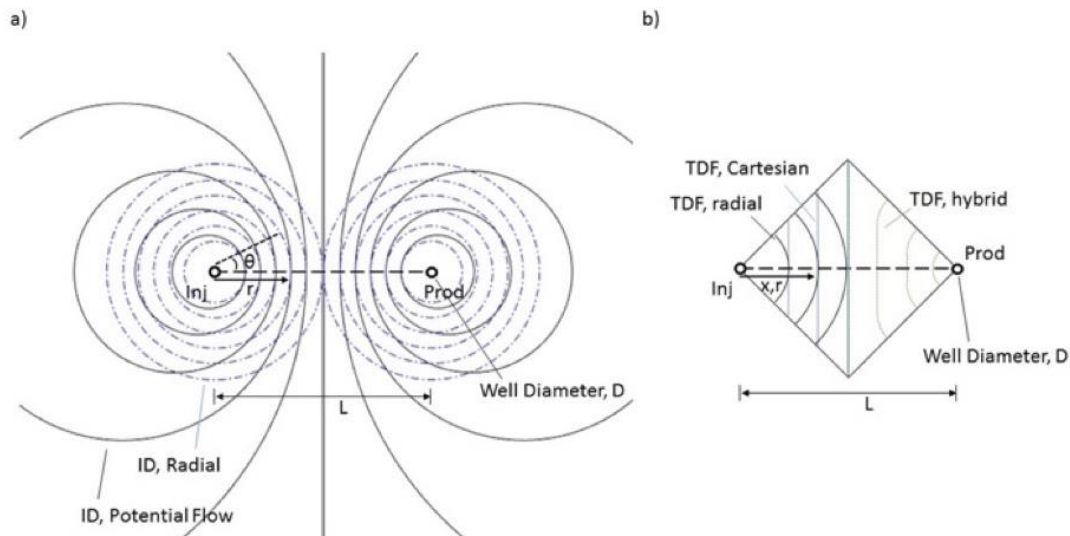 a)
θ
Inj
r
Prod
Well Diameter, D
L
ID, Radial
ID, Potential Flow
b)
TDF, Cartesian
TDF, radial
TDF, hybrid
Prod
Inj
x,r
Well Diameter, D
L